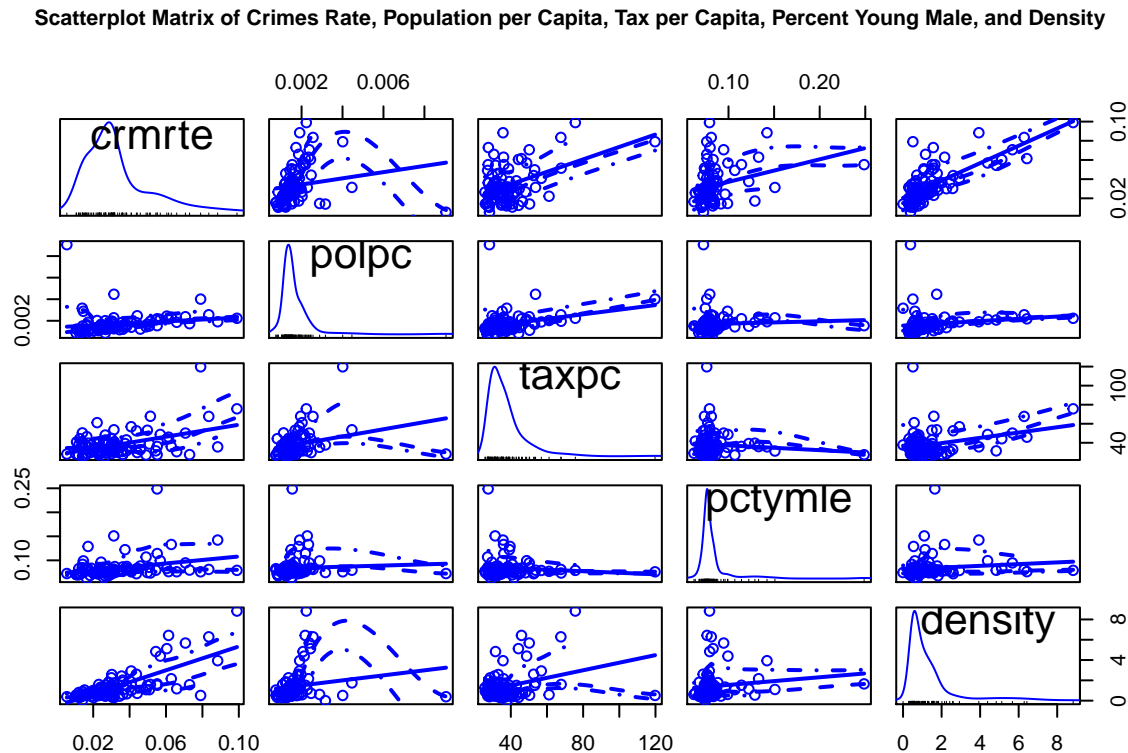 Scatterplot Matrix of Crimes Rate, Population per Capita, Tax per Capita, Percent Young Male, and Density
0.002 0.006 0.10 0.20
crmrte
0.02 0.10
polpc
0.002
taxpc
40 100
pctymle
0.10 0.25
density
0 4 8
0.02 0.06 0.10 40 80 120 0 2 4 6 8